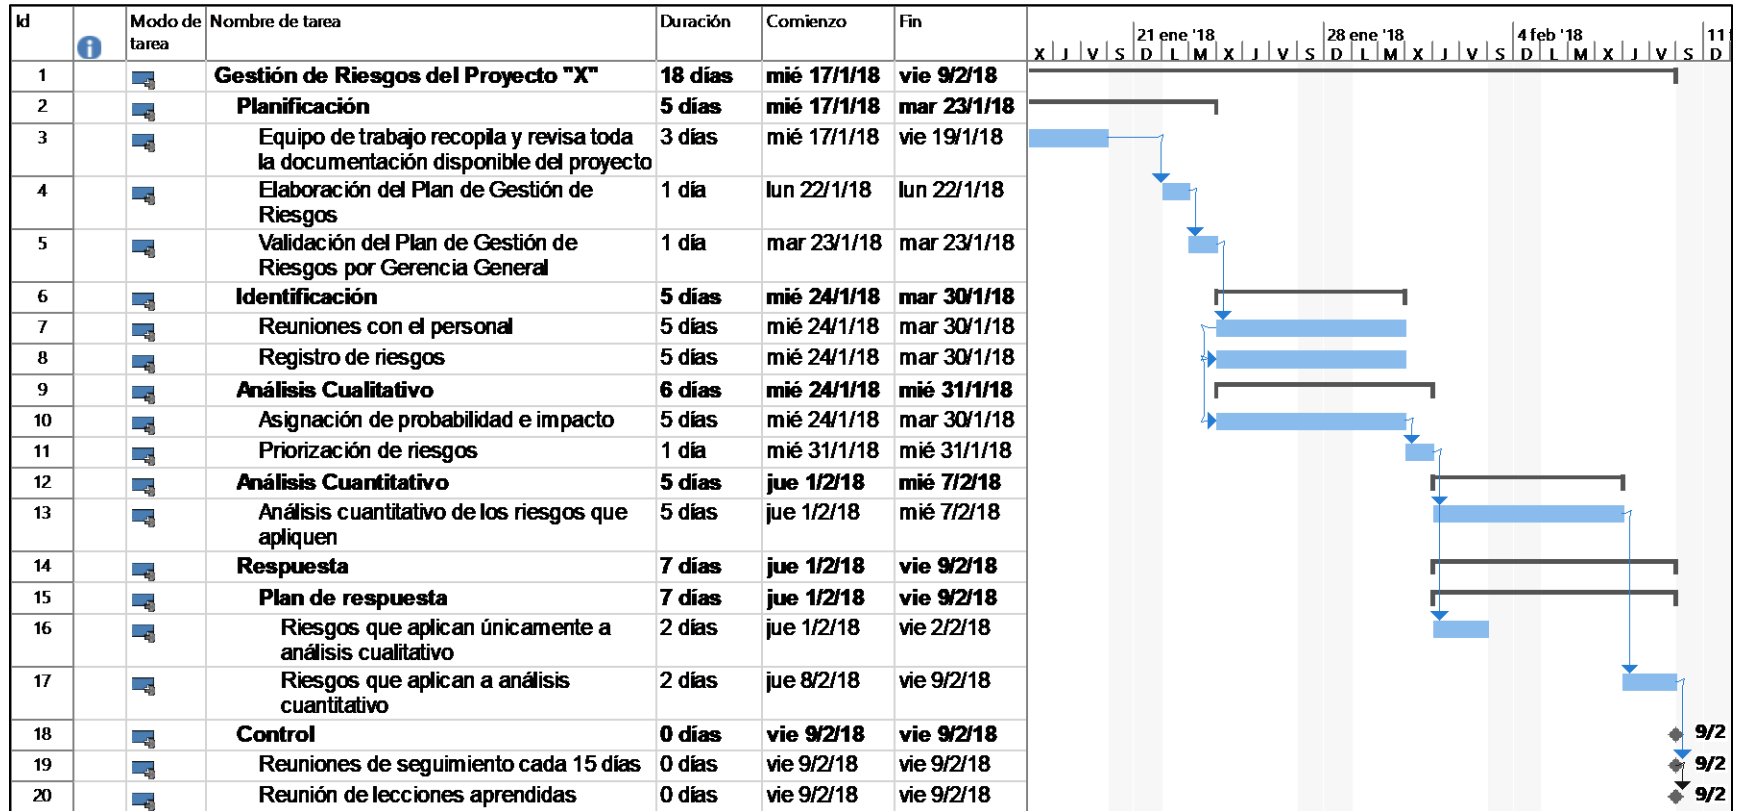 Id Modo de tarea Nombre de tarea Duración Comienzo Fin 21 ene '18 28 ene '18 4 feb '18 11
X J V S D L M X J V S D L M X J V S D L M X J V S D
1 Gestión de Riesgos del Proyecto "X" 18 días mié 17/1/18 vie 9/2/18
2 Planificación 5 días mié 17/1/18 mar 23/1/18
3 Equipo de trabajo recopila y revisa toda 3 días mié 17/1/18 vie 19/1/18
la documentación disponible del proyecto
4 Elaboración del Plan de Gestión de 1 día lun 22/1/18 lun 22/1/18
Riesgos
5 Validación del Plan de Gestión de 1 día mar 23/1/18 mar 23/1/18
Riesgos por Gerencia General
6 Identificación 5 días mié 24/1/18 mar 30/1/18
7 Reuniones con el personal 5 días mié 24/1/18 mar 30/1/18
8 Registro de riesgos 5 días mié 24/1/18 mar 30/1/18
9 Análisis Cualitativo 6 días mié 24/1/18 mié 31/1/18
10 Asignación de probabilidad e impacto 5 días mié 24/1/18 mar 30/1/18
11 Priorización de riesgos 1 día mié 31/1/18 mié 31/1/18
12 Análisis Cuantitativo 5 días jue 1/2/18 mié 7/2/18
13 Análisis cuantitativo de los riesgos que 5 días jue 1/2/18 mié 7/2/18
apliquen
14 Respuesta 7 días jue 1/2/18 vie 9/2/18
15 Plan de respuesta 7 días jue 1/2/18 vie 9/2/18
16 Riesgos que aplican únicamente a 2 días jue 1/2/18 vie 2/2/18
análisis cualitativo
17 Riesgos que aplican a análisis 2 días jue 8/2/18 vie 9/2/18
cuantitativo
18 Control 0 días vie 9/2/18 vie 9/2/18 9/2
19 Reuniones de seguimiento cada 15 días 0 días vie 9/2/18 vie 9/2/18 9/2
20 Reunión de lecciones aprendidas 0 días vie 9/2/18 vie 9/2/18 9/2